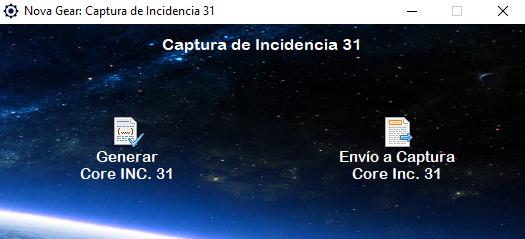 Nova Gear: Captura de Incidencia 31
Captura de Incidencia 31
Generar
Core INC. 31
Envío a Captura
Core Inc. 31